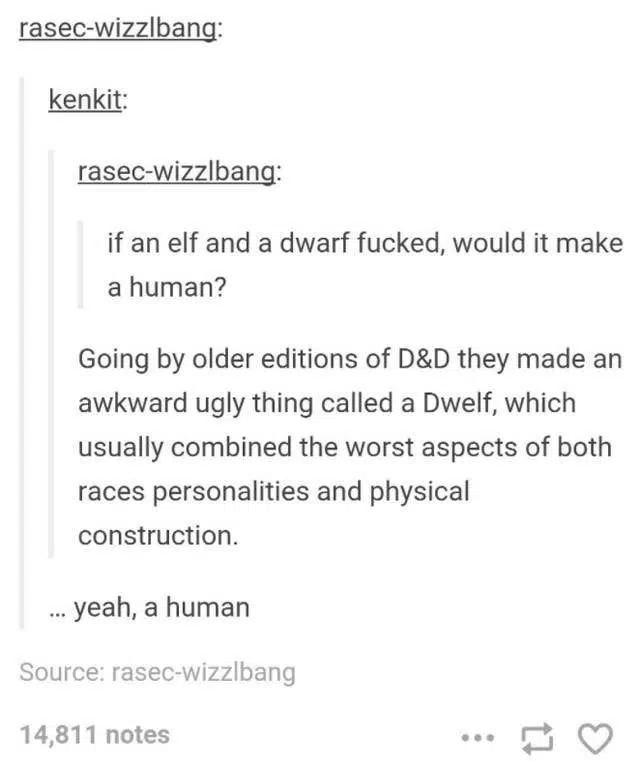 rasec-wizzlbang:
kenkit:
rasec-wizzlbang:
if an elf and a dwarf fucked, would it make
a human?
Going by older editions of D&D they made an
awkward ugly thing called a Dwelf, which
usually combined the worst aspects of both
races personalities and physical
construction.
... yeah, a human
Source: rasec-wizzlbang
14,811 notes